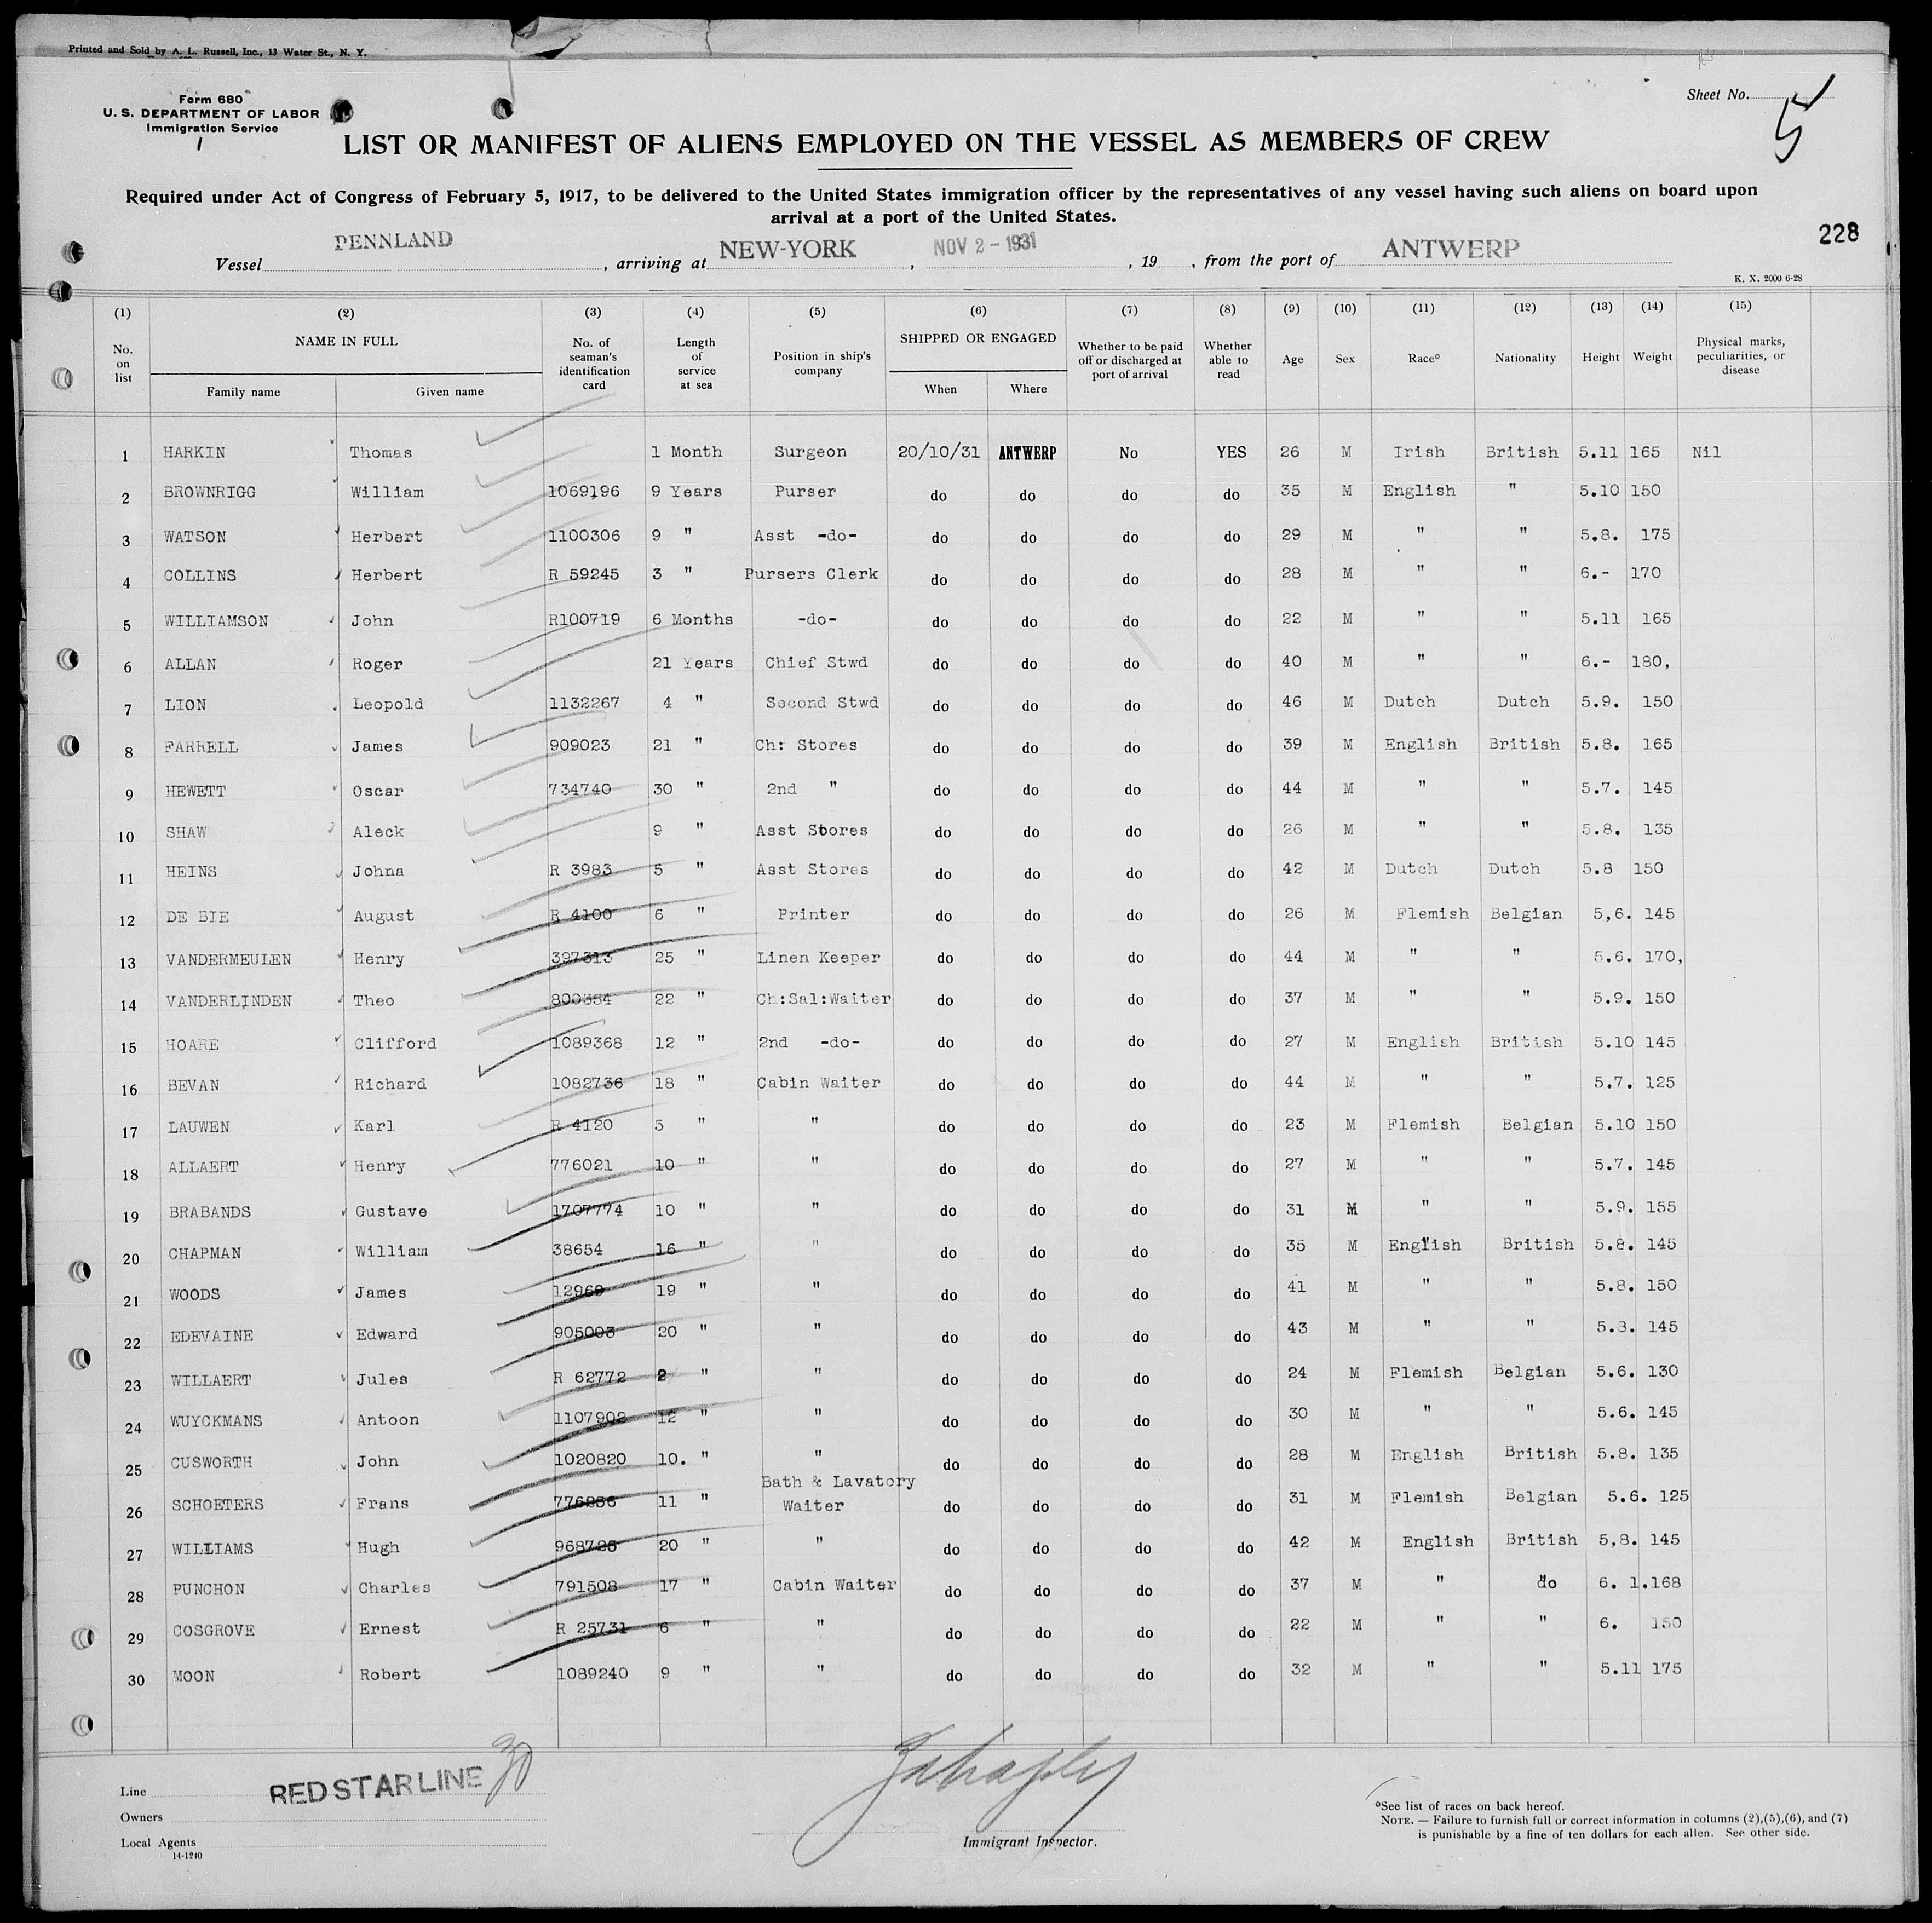 Printed and Sold by A. L. Russell, Inc., 13 Water St., N. Y.
Form 680
U. S. DEPARTMENT OF LABOR
Immigration Service
Sheet No. 5
LIST OR MANIFEST OF ALIENS EMPLOYED ON THE VESSEL AS MEMBERS OF CREW
Required under Act of Congress of February 5, 1917, to be delivered to the United States immigration officer by the representatives of any vessel having such aliens on board upon
arrival at a port of the United States.
228
Vessel PENNLAND, arriving at NEW-YORK, NOV 2 - 1931, 19 , from the port of ANTWERP
K. X. 2000 6-28
(1) (2) (3) (4) (5) (6) (7) (8) (9) (10) (11) (12) (13) (14) (15)
No. on list NAME IN FULL Family name Given name No. of seaman's identification card Length of service at sea Position in ship's company SHIPPED OR ENGAGED When Where Whether to be paid off or discharged at port of arrival Whether able to read Age Sex Race° Nationality Height Weight Physical marks, peculiarities, or disease
1 HARKIN Thomas 1 Month Surgeon 20/10/31 ANTWERP No YES 26 M Irish British 5.11 165 Nil
2 BROWNRIGG William 1069196 9 Years Purser do do do do 35 M English " 5.10 150
3 WATSON Herbert 1100306 9 " Asst -do- do do do do 29 M " " 5.8. 175
4 COLLINS Herbert R 59245 3 " Pursers Clerk do do do do 28 M " " 6.- 170
5 WILLIAMSON John R100719 6 Months -do- do do do do 22 M " " 5.11 165
6 ALLAN Roger 21 Years Chief Stwd do do do do 40 M " " 6.- 180,
7 LION Leopold 1132267 4 " Second Stwd do do do do 46 M Dutch Dutch 5.9. 150
8 FARRELL James 909023 21 " Ch: Stores do do do do 39 M English British 5.8. 165
9 HEWETT Oscar 734740 30 " 2nd " do do do do 44 M " " 5.7. 145
10 SHAW Aleck 9 " Asst Stores do do do do 26 M " " 5.8. 135
11 HEINS Johna R 3983 5 " Asst Stores do do do do 42 M Dutch Dutch 5.8 150
12 DE BIE August R 4100 6 " Printer do do do do 26 M Flemish Belgian 5,6. 145
13 VANDERMEULEN Henry 397313 25 " Linen Keeper do do do do 44 M " " 5.6. 170,
14 VANDERLINDEN Theo 800354 22 " Ch:Sal:Waiter do do do do 37 M " " 5.9. 150
15 HOARE Clifford 1089368 12 " 2nd -do- do do do do 27 M English British 5.10 145
16 BEVAN Richard 1082736 18 " Cabin Waiter do do do do 44 M " " 5.7. 125
17 LAUWEN Karl R 4120 5 " " do do do do 23 M Flemish Belgian 5.10 150
18 ALLAERT Henry 776021 10 " " do do do do 27 M " " 5.7. 145
19 BRABANDS Gustave 1707774 10 " " do do do do 31 M " " 5.9. 155
20 CHAPMAN William 38654 16 " " do do do do 35 M English British 5.8. 145
21 WOODS James 12969 19 " " do do do do 41 M " " 5.8. 150
22 EDEVAINE Edward 905003 20 " " do do do do 43 M " " 5.8. 145
23 WILLAERT Jules R 62772 2 " " do do do do 24 M Flemish Belgian 5.6. 130
24 WUYCKMANS Antoon 1107902 12 " " do do do do 30 M " " 5.6. 145
25 CUSWORTH John 1020820 10. " " do do do do 28 M English British 5.8. 135
26 SCHOETERS Frans 776836 11 " Bath & Lavatory Waiter do do do do 31 M Flemish Belgian 5.6. 125
27 WILLIAMS Hugh 968725 20 " " do do do do 42 M English British 5,8. 145
28 PUNCHON Charles 791508 17 " Cabin Waiter do do do do 37 M " do 6. 1.168
29 COSGROVE Ernest R 25731 6 " " do do do do 22 M " " 6. 150
30 MOON Robert 1089240 9 " " do do do do 32 M " " 5.11 175
Line RED STAR LINE 30
Owners
Local Agents
14-1240
Immigrant Inspector.
°See list of races on back hereof.
NOTE. — Failure to furnish full or correct information in columns (2),(5),(6), and (7)
is punishable by a fine of ten dollars for each alien. See other side.